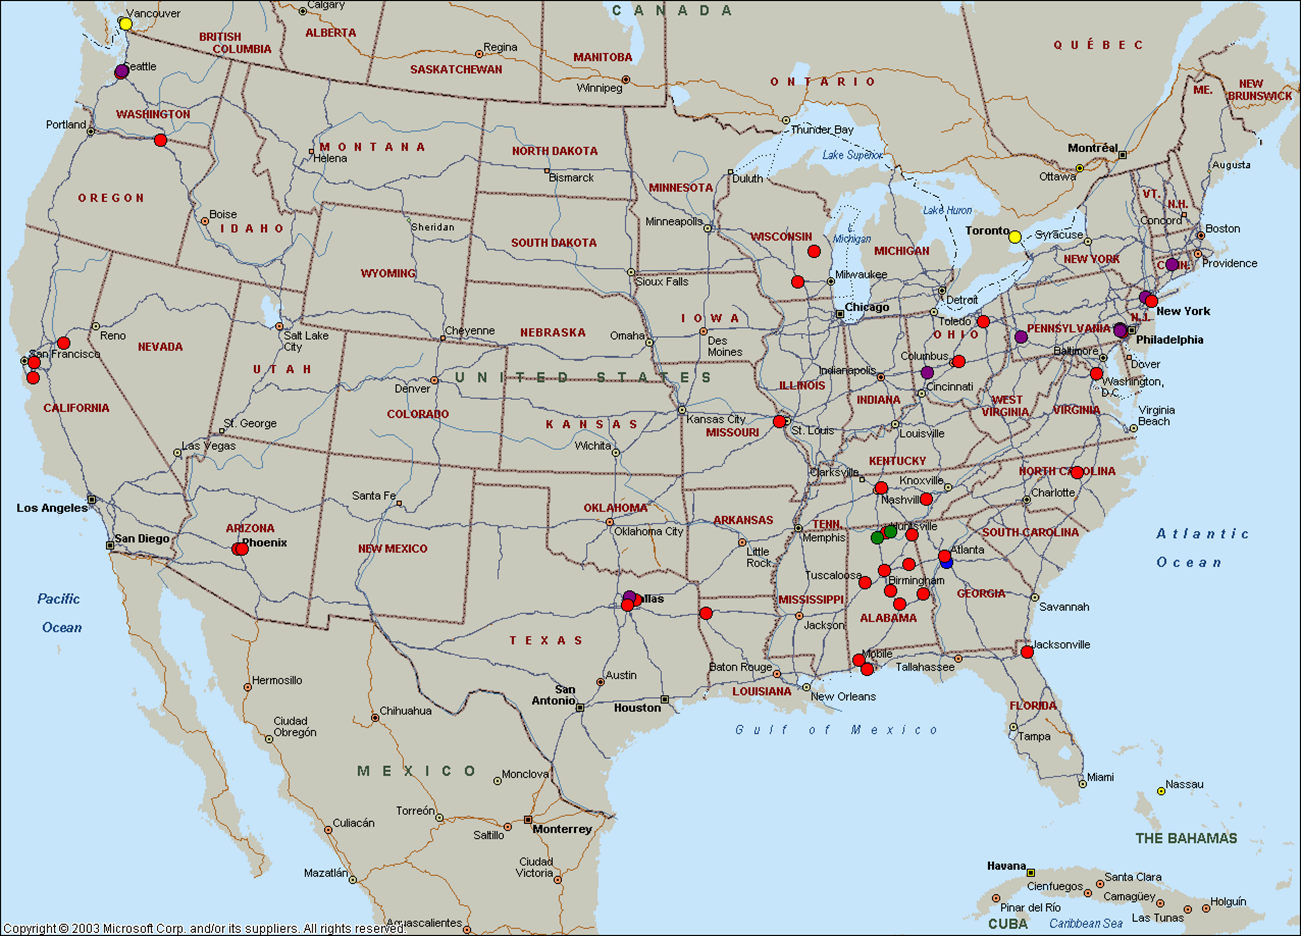 C A N A D A
Vancouver
Calgary
BRITISH
COLUMBIA
ALBERTA
Regina
SASKATCHEWAN
MANITOBA
Winnipeg
ONTARIO
QUÉBEC
NEW
BRUNSWICK
ME.
Seattle
WASHINGTON
Portland
MONTANA
Helena
NORTH DAKOTA
Bismarck
MINNESOTA
Duluth
Thunder Bay
Lake Superior
Montréal
Ottawa
Augusta
VT.
N.H.
Concord
OREGON
Boise
IDAHO
Sheridan
SOUTH DAKOTA
Minneapolis
WISCONSIN
Michigan
MICHIGAN
Lake Huron
Toronto
Syracuse
Boston
NEW YORK
Providence
WYOMING
Sioux Falls
Milwaukee
Chicago
Detroit
New York
Reno
NEVADA
Salt Lake
City
Cheyenne
NEBRASKA
Omaha
IOWA
Des
Moines
Toledo
OHIO
PENNSYLVANIA
N.J.
Philadelphia
San Francisco
UTAH
Denver
UNITED STATES
ILLINOIS
Indianapolis
Columbus
Baltimore
Dover
Cincinnati
Washington,
D.C.
CALIFORNIA
COLORADO
KANSAS
Kansas City
MISSOURI
St. Louis
INDIANA
WEST
VIRGINIA
VIRGINIA
Virginia
Beach
St. George
Las Vegas
Wichita
Louisville
KENTUCKY
Clarksville
Knoxville
NORTH CAROLINA
Los Angeles
Santa Fe
Nashville
Charlotte
San Diego
ARIZONA
Phoenix
NEW MEXICO
OKLAHOMA
Oklahoma City
ARKANSAS
Little
Rock
TENN.
Memphis
Huntsville
SOUTH CAROLINA
Atlanta
Atlantic
Ocean
Pacific
Ocean
Dallas
Tuscaloosa
Birmingham
MISSISSIPPI
GEORGIA
Savannah
TEXAS
Jackson
ALABAMA
Jacksonville
Mobile
Tallahassee
Baton Rouge
Austin
San
Antonio
Houston
LOUISIANA
New Orleans
FLORIDA
Gulf of Mexico
Tampa
Hermosillo
Ciudad
Obregón
Chihuahua
MEXICO
Monclova
Miami
Nassau
Torreón
Culiacán
Saltillo
Monterrey
THE BAHAMAS
Mazatlán
Ciudad
Victoria
Havana
Santa Clara
Cienfuegos
Camagüey
Holguín
Pinar del Río
Las Tunas
CUBA
Caribbean Sea
Aguascalientes
Copyright © 2003 Microsoft Corp. and/or its suppliers. All rights reserved.